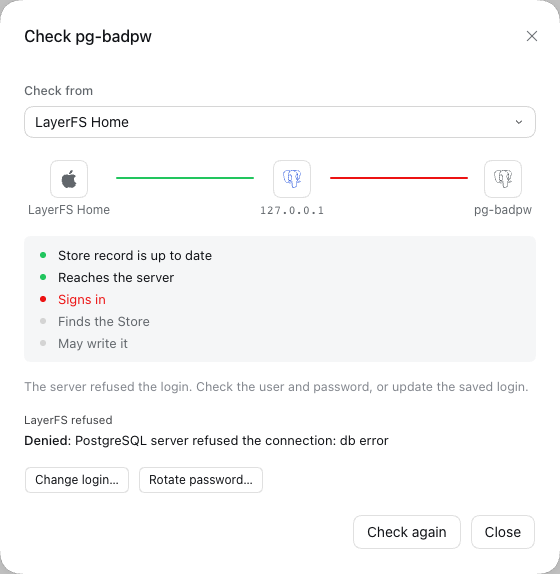 Check pg-badpw
Check from
LayerFS Home
LayerFS Home
127.0.0.1
pg-badpw
Store record is up to date
Reaches the server
Signs in
Finds the Store
May write it
The server refused the login. Check the user and password, or update the saved login.
LayerFS refused
Denied: PostgreSQL server refused the connection: db error
Change login...
Rotate password...
Check again
Close